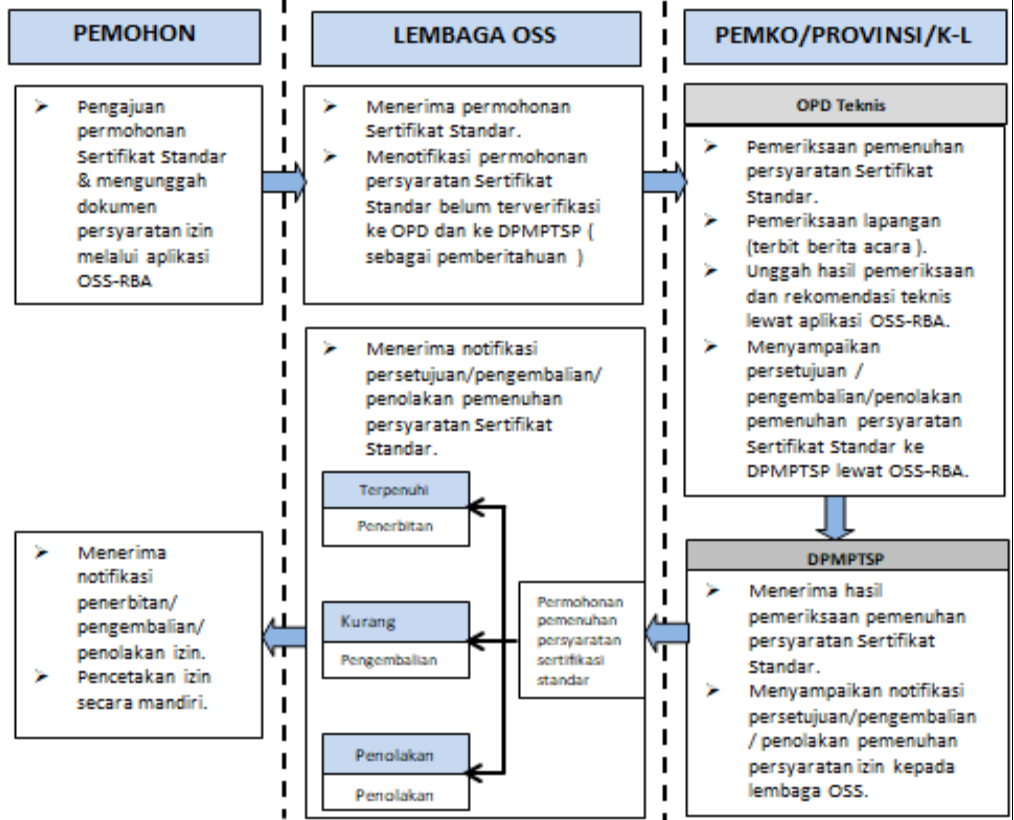 PEMOHON
LEMBAGA OSS
PEMKO/PROVINSI/K-L
➢ Pengajuan
permohonan
Sertifikat Standar
& mengunggah
dokumen
persyaratan izin
melalui aplikasi
OSS-RBA
➢ Menerima permohonan
Sertifikat Standar.
➢ Menotifikasi permohonan
persyaratan Sertifikat
Standar belum terverifikasi
ke OPD dan ke DPMPTSP (
sebagai pemberitahuan )
OPD Teknis
➢ Pemeriksaan pemenuhan
persyaratan Sertifikat
Standar.
➢ Pemeriksaan lapangan
(terbit berita acara ).
➢ Unggah hasil pemeriksaan
dan rekomendasi teknis
lewat aplikasi OSS-RBA.
➢ Menyampaikan
persetujuan /
pengembalian/penolakan
pemenuhan persyaratan
Sertifikat Standar ke
DPMPTSP lewat OSS-RBA.
DPMPTSP
➢ Menerima hasil
pemeriksaan pemenuhan
persyaratan Sertifikat
Standar.
➢ Menyampaikan notifikasi
persetujuan/pengembalian
/ penolakan pemenuhan
persyaratan izin kepada
lembaga OSS.
➢ Menerima notifikasi
persetujuan/pengembalian/
penolakan pemenuhan
persyaratan Sertifikat
Standar.
Permohonan
pemenuhan
persyaratan
sertifikasi
standar
Terpenuhi
Penerbitan
Kurang
Pengembalian
Penolakan
Penolakan
➢ Menerima
notifikasi
penerbitan/
pengembalian/
penolakan izin.
➢ Pencetakan izin
secara mandiri.